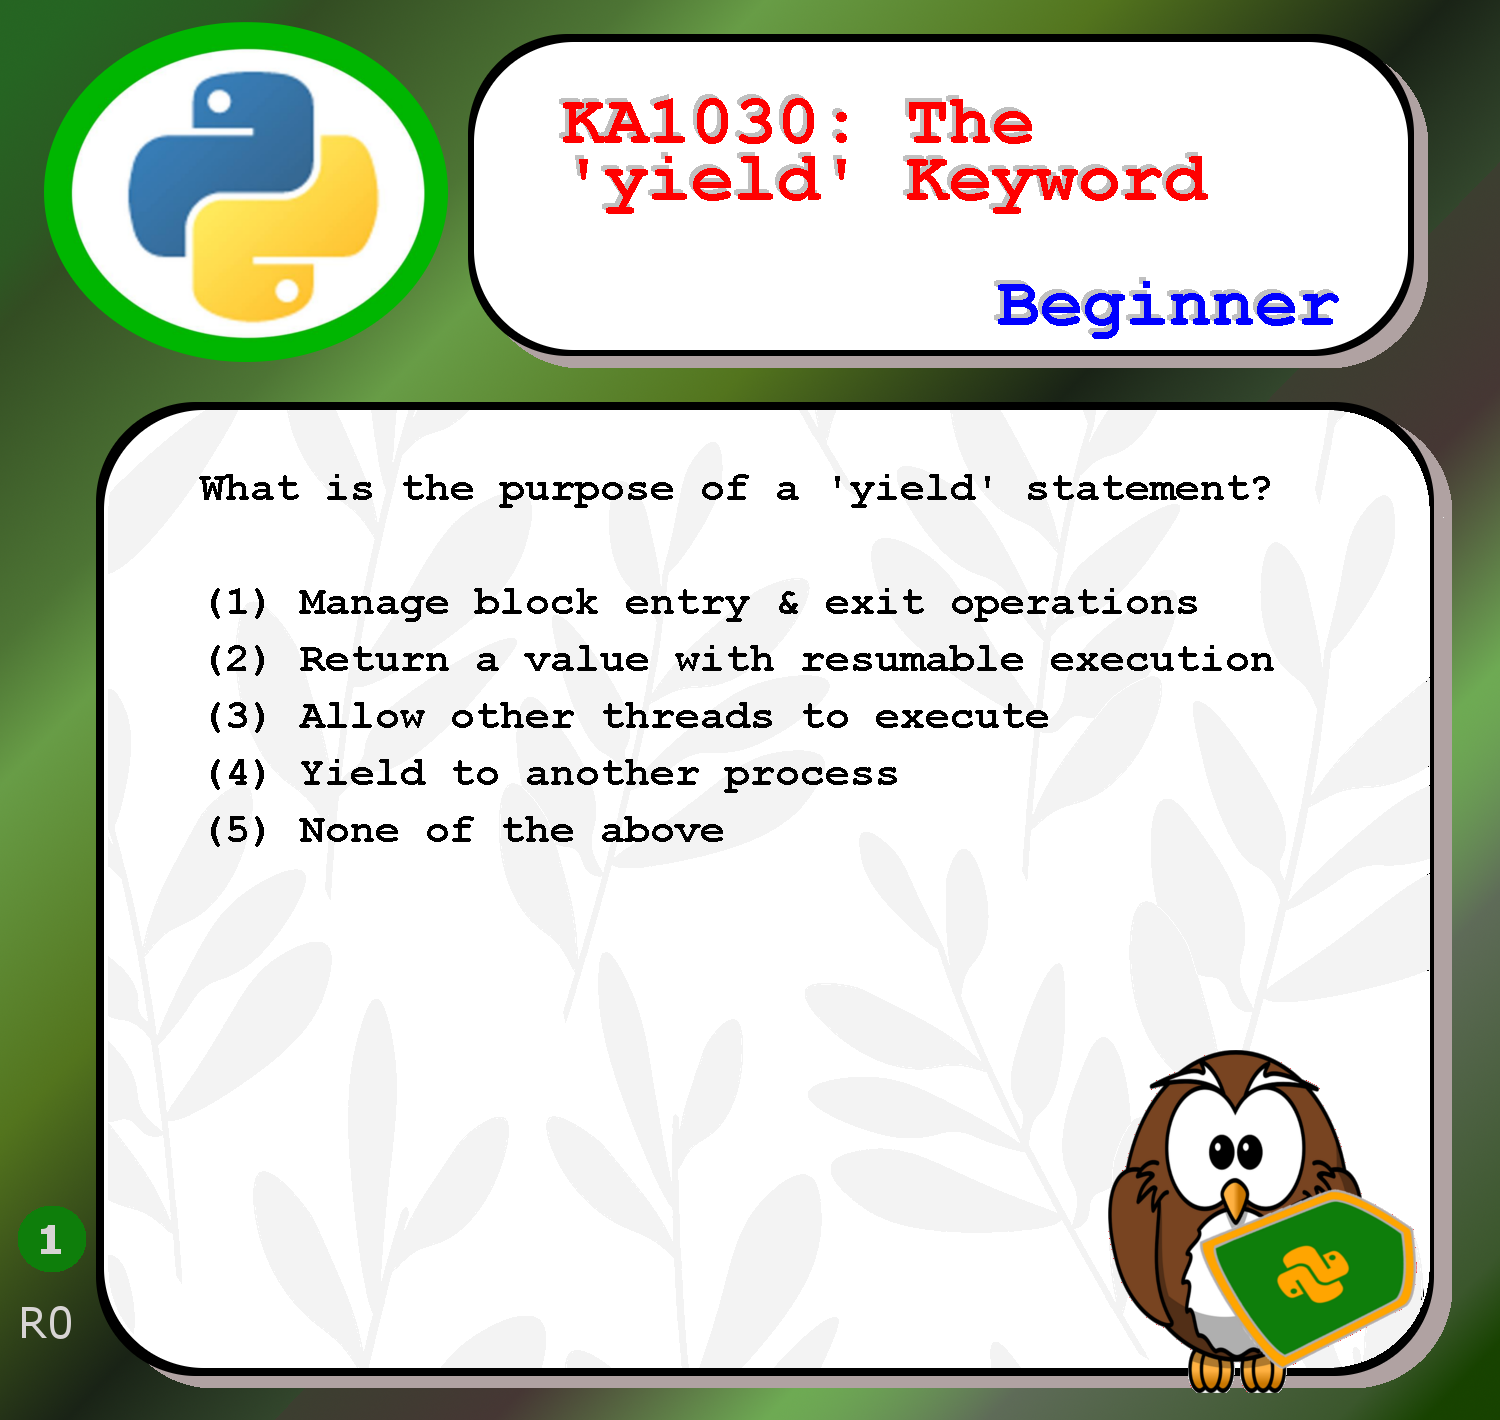 KA1030: The
'yield' Keyword
Beginner
What is the purpose of a 'yield' statement?
(1) Manage block entry & exit operations
(2) Return a value with resumable execution
(3) Allow other threads to execute
(4) Yield to another process
(5) None of the above
1
R0